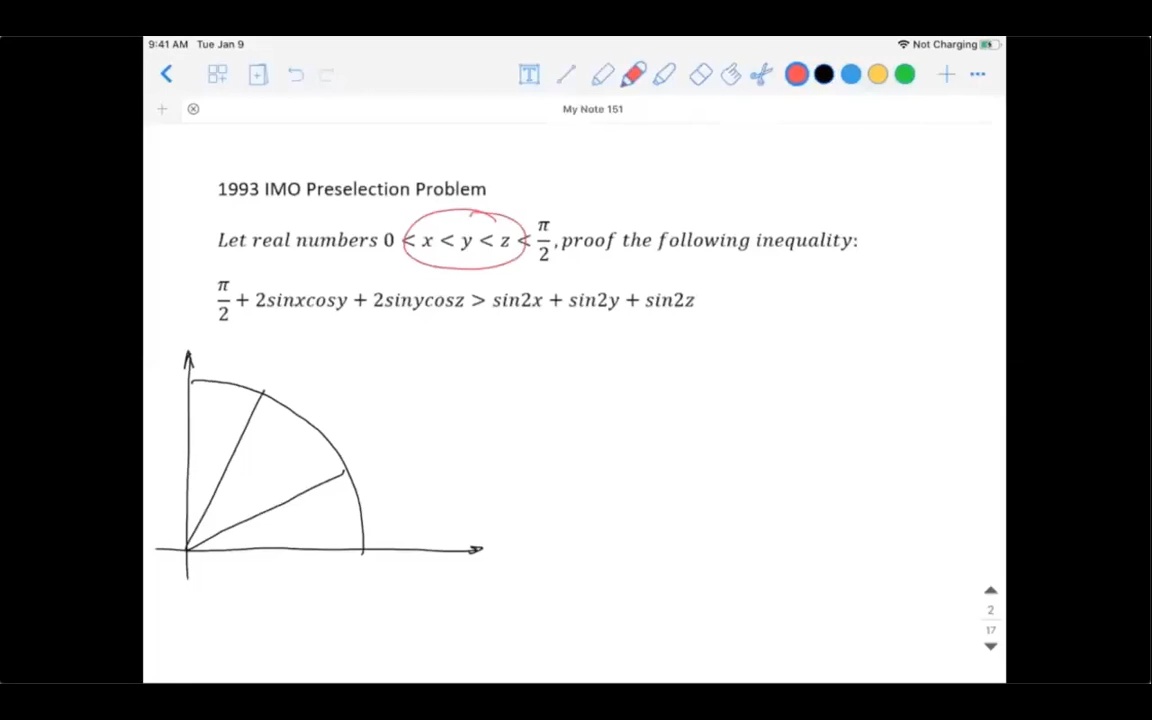 9:41 AM Tue Jan 9
Not Charging
My Note 151
1993 IMO Preselection Problem
Let real numbers 0 < x < y < z < π/2, proof the following inequality:
π/2 + 2sinxcosy + 2sinycosz > sin2x + sin2y + sin2z
2
17